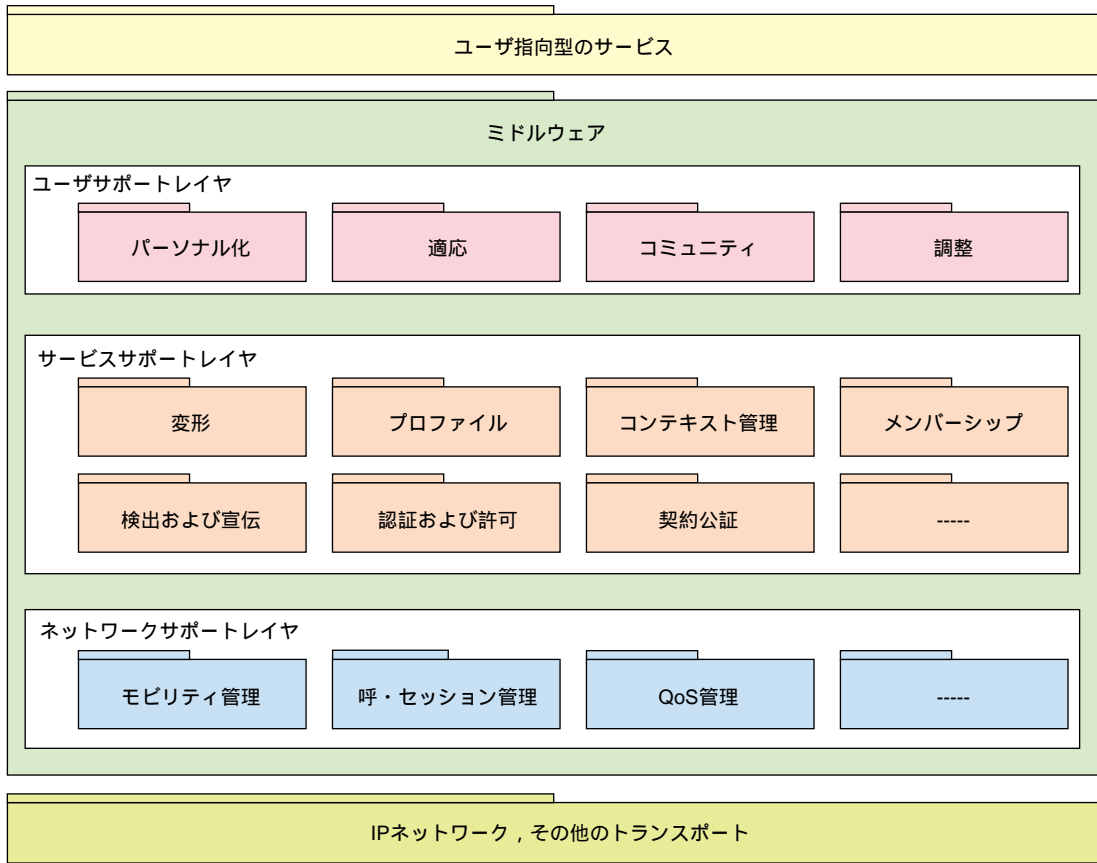 ユーザ指向型のサービス
ミドルウェア
ユーザサポートレイヤ
パーソナル化
適応
コミュニティ
調整
サービスサポートレイヤ
変形
プロファイル
コンテキスト管理
メンバーシップ
検出および宣伝
認証および許可
契約公証
-----
ネットワークサポートレイヤ
モビリティ管理
呼・セッション管理
QoS管理
-----
IPネットワーク，その他のトランスポート